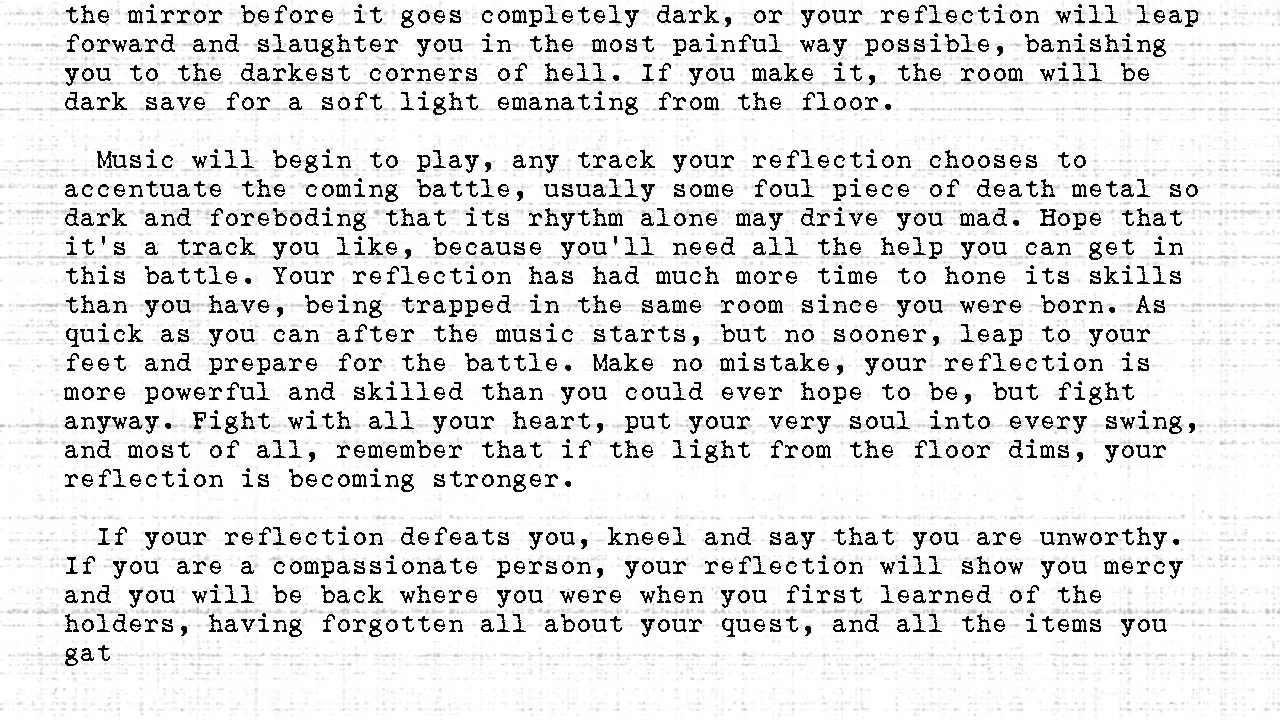 the mirror before it goes completely dark, or your reflection will leap
forward and slaughter you in the most painful way possible, banishing
you to the darkest corners of hell. If you make it, the room will be
dark save for a soft light emanating from the floor.
Music will begin to play, any track your reflection chooses to
accentuate the coming battle, usually some foul piece of death metal so
dark and foreboding that its rhythm alone may drive you mad. Hope that
it's a track you like, because you'll need all the help you can get in
this battle. Your reflection has had much more time to hone its skills
than you have, being trapped in the same room since you were born. As
quick as you can after the music starts, but no sooner, leap to your
feet and prepare for the battle. Make no mistake, your reflection is
more powerful and skilled than you could ever hope to be, but fight
anyway. Fight with all your heart, put your very soul into every swing,
and most of all, remember that if the light from the floor dims, your
reflection is becoming stronger.
If your reflection defeats you, kneel and say that you are unworthy.
If you are a compassionate person, your reflection will show you mercy
and you will be back where you were when you first learned of the
holders, having forgotten all about your quest, and all the items you
gat